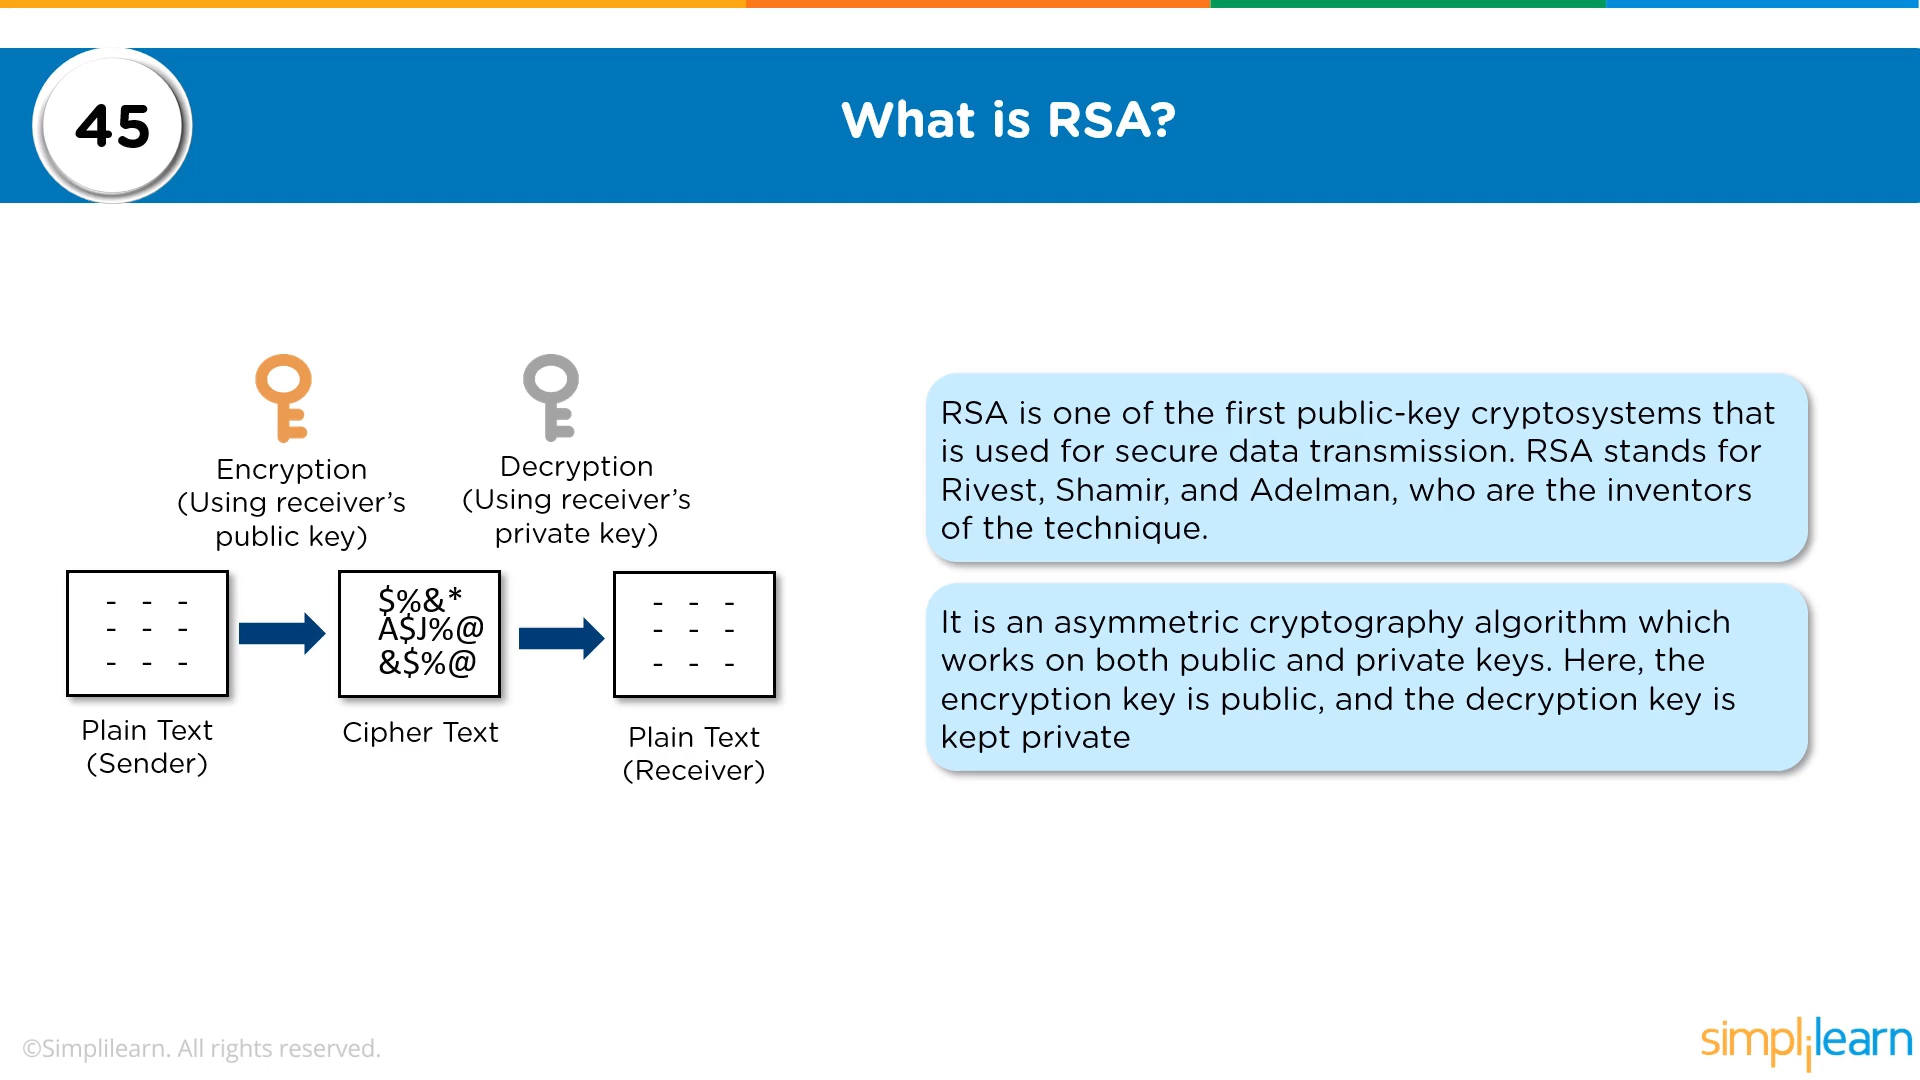 45
What is RSA?
Encryption
(Using receiver’s
public key)
Decryption
(Using receiver’s
private key)
- - -
- - -
- - -
$%&*
A$J%@
&$%@
- - -
- - -
- - -
Plain Text
(Sender)
Cipher Text
Plain Text
(Receiver)
RSA is one of the first public-key cryptosystems that
is used for secure data transmission. RSA stands for
Rivest, Shamir, and Adelman, who are the inventors
of the technique.
It is an asymmetric cryptography algorithm which
works on both public and private keys. Here, the
encryption key is public, and the decryption key is
kept private
©Simplilearn. All rights reserved.
simplilearn